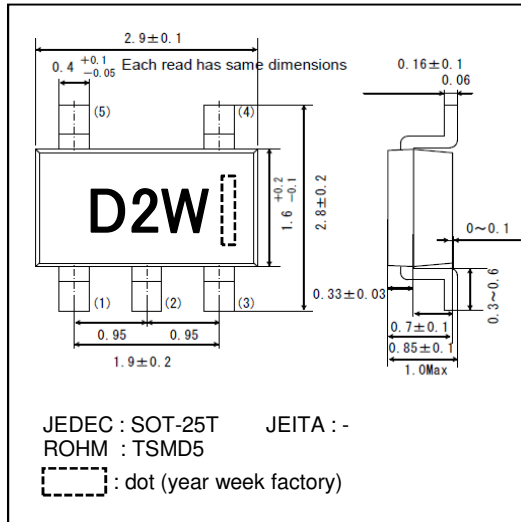 2.9±0.1
0.4 +0.1 -0.05 Each read has same dimensions
0.16±0.1
0.06
(5)
(4)
D2W
1.6 +0.2 -0.1
2.8±0.2
0~0.1
(1)
(2)
(3)
0.33±0.03
0.3~0.6
0.95
0.95
0.7±0.1
1.9±0.2
0.85±0.1
1.0Max
JEDEC : SOT-25T JEITA : -
ROHM : TSMD5
: dot (year week factory)